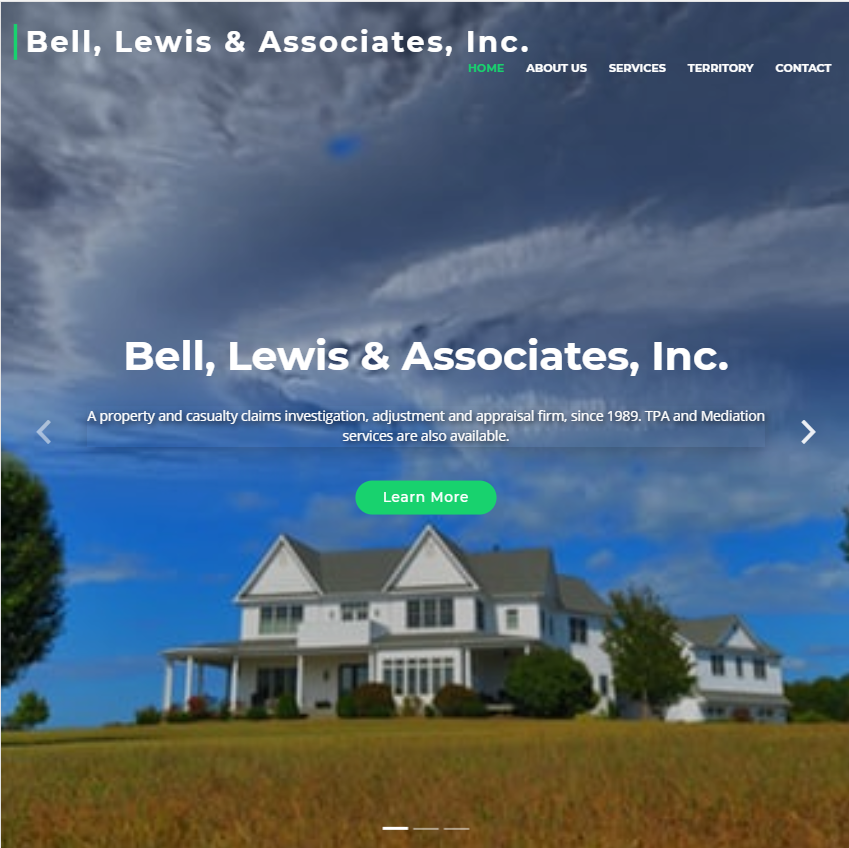 Bell, Lewis & Associates, Inc.
HOME ABOUT US SERVICES TERRITORY CONTACT
Bell, Lewis & Associates, Inc.
A property and casualty claims investigation, adjustment and appraisal firm, since 1989. TPA and Mediation
services are also available.
Learn More